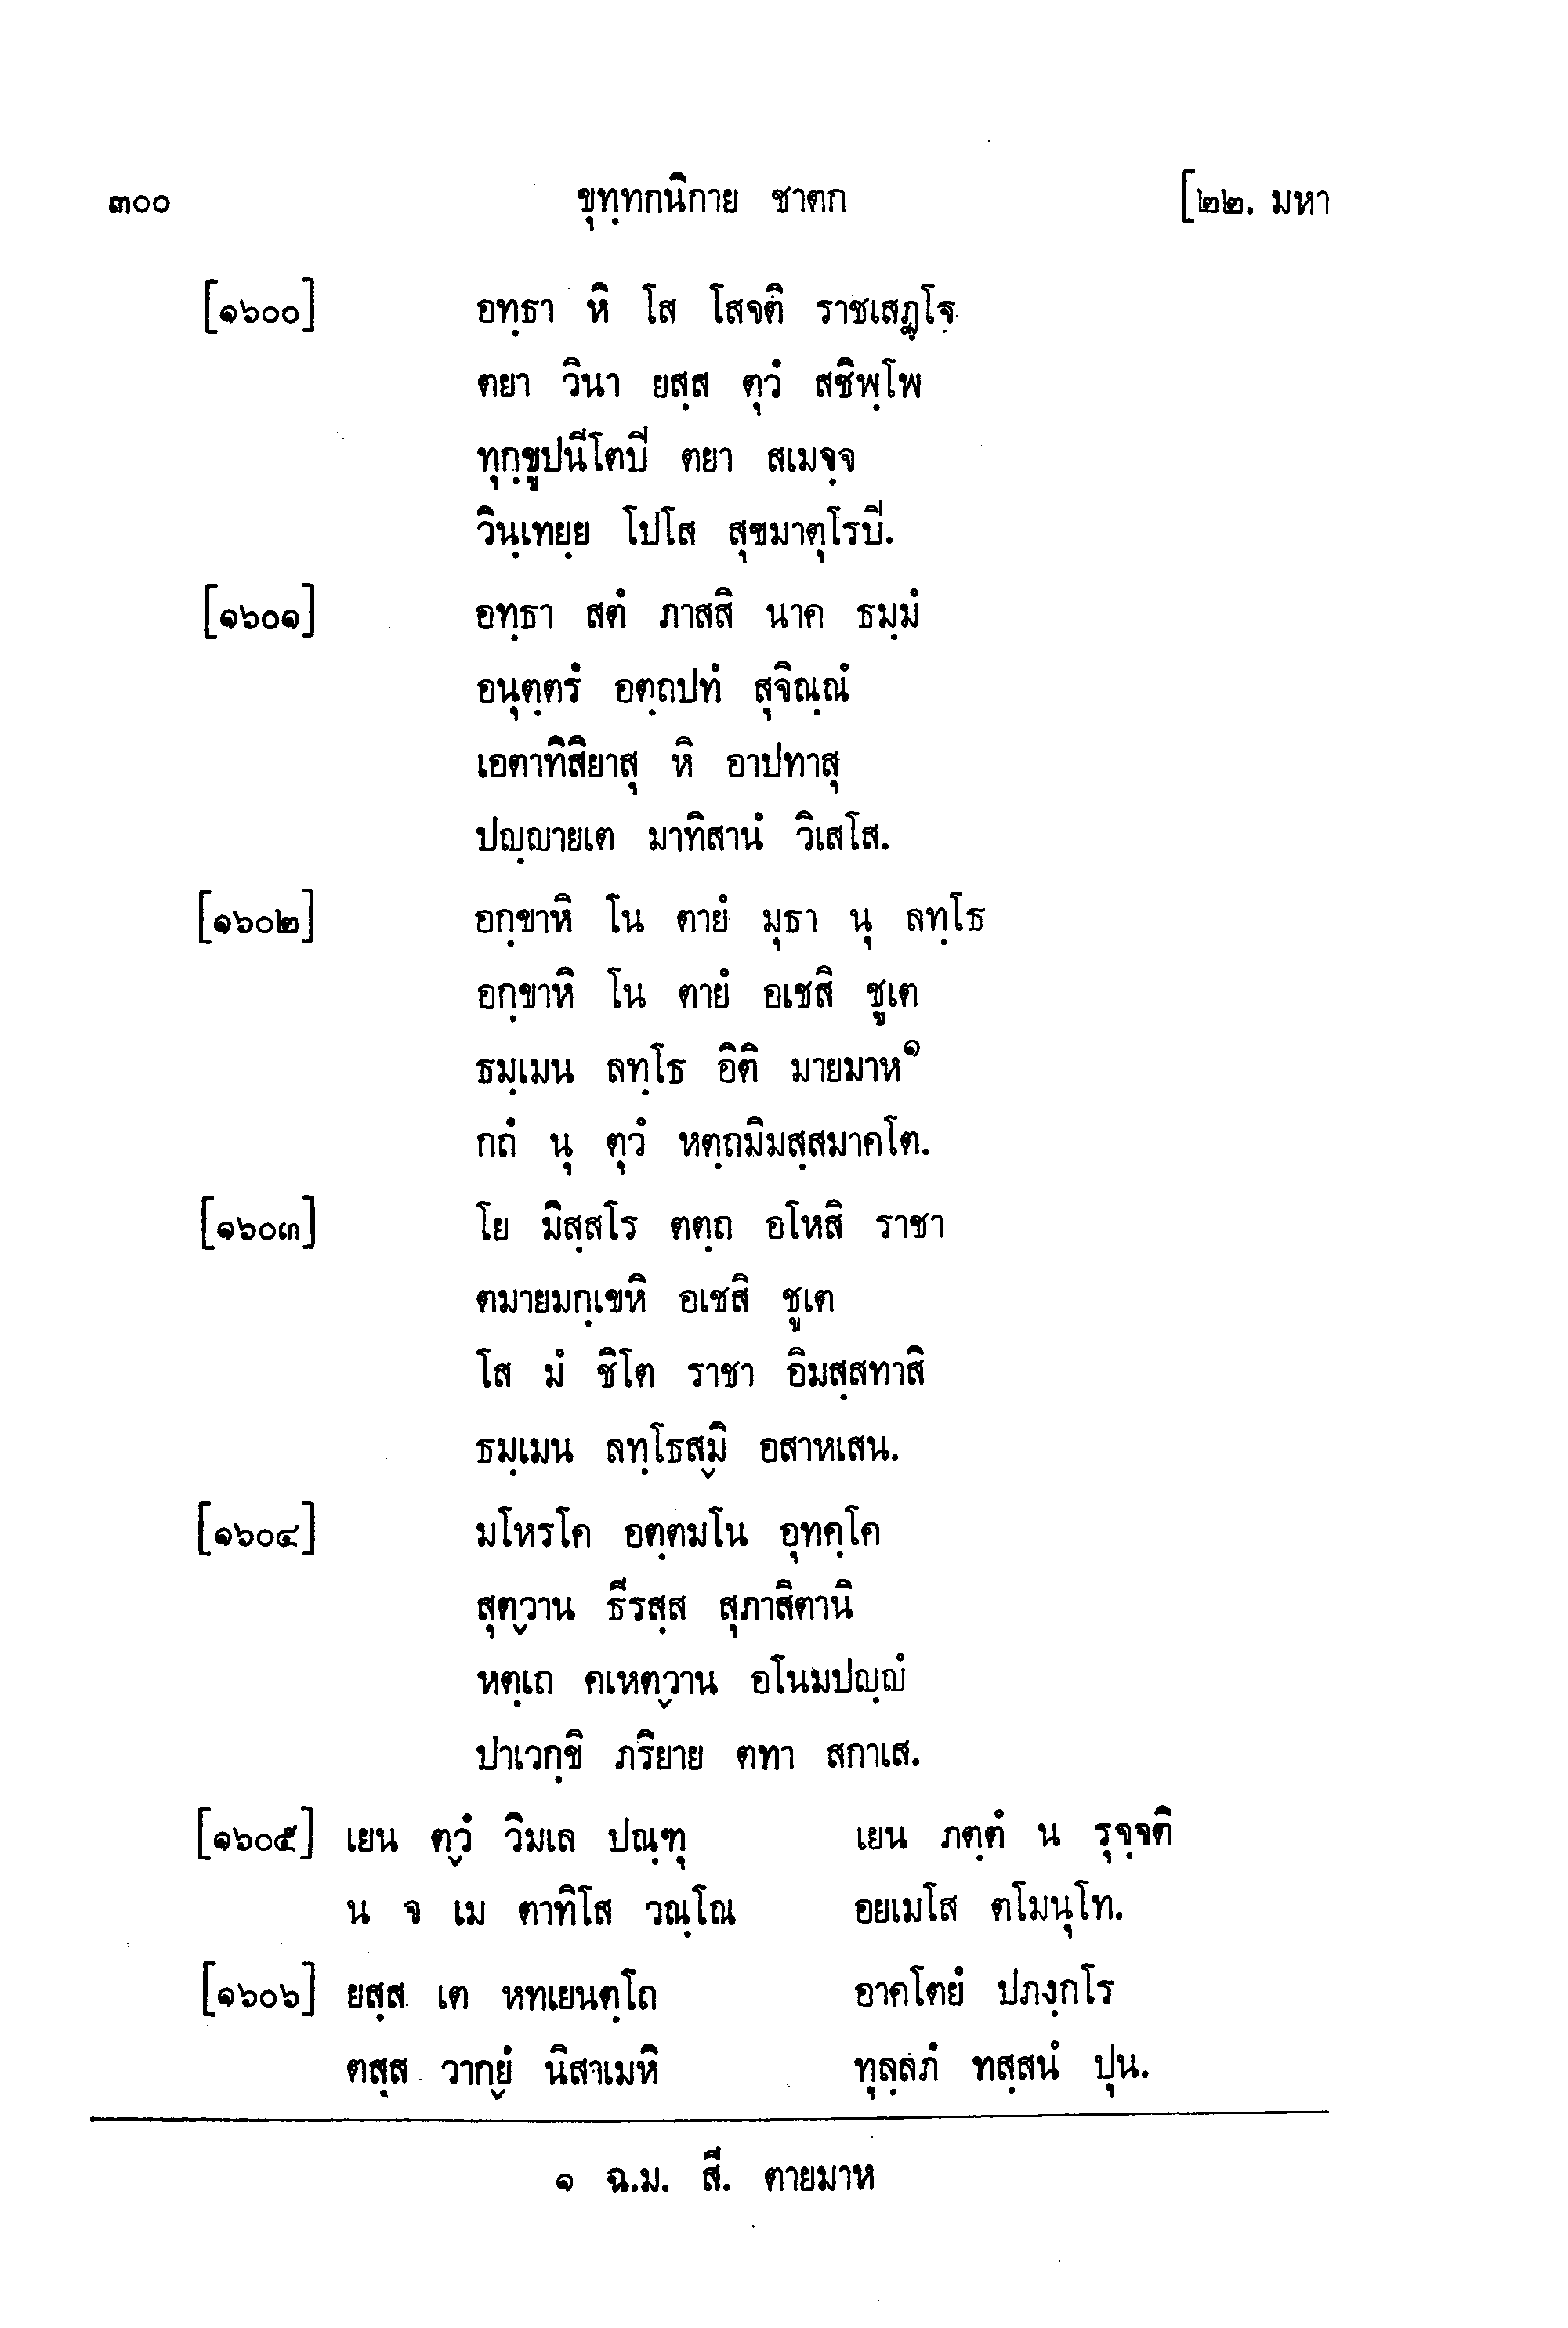 ๓๐๐ ขุทฺทกนิกาย ชาตก [๒๒. มหา
[๑๖๐๐] อทฺธา หิ โส โสจติ ราชเสฏฺโฐ
ตยา วินา ยสฺส ตุวํ สชิพฺโพ
ทุกฺขูปนีโตบี ตยา สเมจฺจ
วินฺเทยฺย โปโส สุขมาตุโรบี.
[๑๖๐๑] อทฺธา สตํ ภาสสิ นาค ธมฺมํ
อนุตฺตรํ อตฺถปทํ สุจิณฺณํ
เอตาทิสิยาสุ หิ อาปทาสุ
ปญฺญายเต มาทิสานํ วิเสโส.
[๑๖๐๒] อกฺขาหิ โน ตายํ มุธา นุ ลทฺโธ
อกฺขาหิ โน ตายํ อเชสิ ชูเต
ธมฺเมน ลทฺโธ อิติ มายมาห๑
กถํ นุ ตุวํ หตฺถมิมสฺสมาคโต.
[๑๖๐๓] โย มิสฺสโร ตตฺถ อโหสิ ราชา
ตมายมกฺเขหิ อเชสิ ชูเต
โส มํ ชิโต ราชา อิมสฺสทาสิ
ธมฺเมน ลทฺโธสฺมิ อสาหเสน.
[๑๖๐๔] มโหรโค อตฺตมโน อุทคฺโค
สุตฺวาน ธีรสฺส สุภาสิตานิ
หตฺเถ คเหตฺวาน อโนมปญฺญํ
ปาเวกฺขิ ภริยาย ตทา สกาเส.
[๑๖๐๕] เยน ตฺวํ วิมเล ปณฺฑุ เยน ภตฺตํ น รุจฺจติ
น จ เม ตาทิโส วณฺโณ อยเมโส ตโมนุโท.
[๑๖๐๖] ยสฺส เต หทเยนตฺโถ อาคโตยํ ปภงฺกโร
ตสฺส วากฺยํ นิสาเมหิ ทุลฺลภํ ทสฺสนํ ปุน.
๑ ฉ.ม. สี. ตายมาห